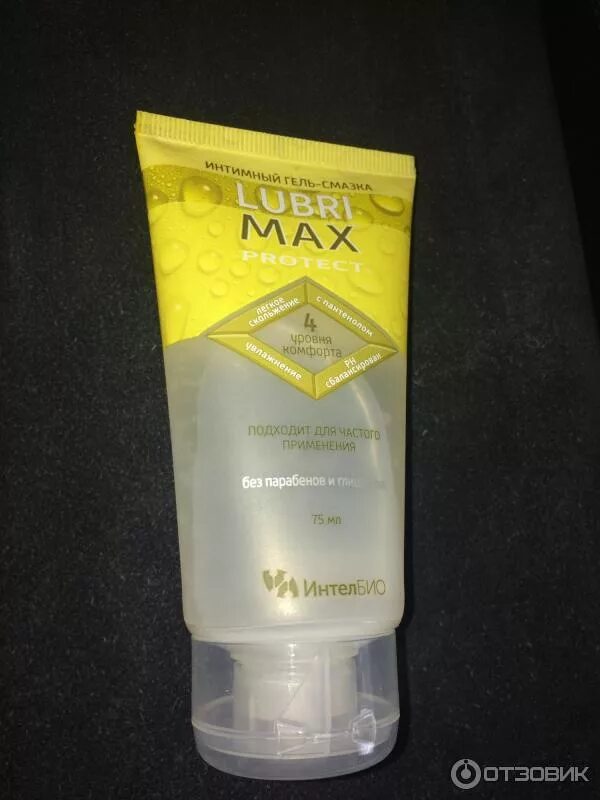 ИНТИМНЫЙ ГЕЛЬ-СМАЗКА
LUBRI
MAX
PROTECT
легкое
скольжение
с пантенолом
4
уровня
комфорта
увлажнение
PH
сбалансирован
ПОДХОДИТ ДЛЯ ЧАСТОГО
ПРИМЕНЕНИЯ
без парабенов и
75 мл
ИнтелБИО
ОТЗОВИК